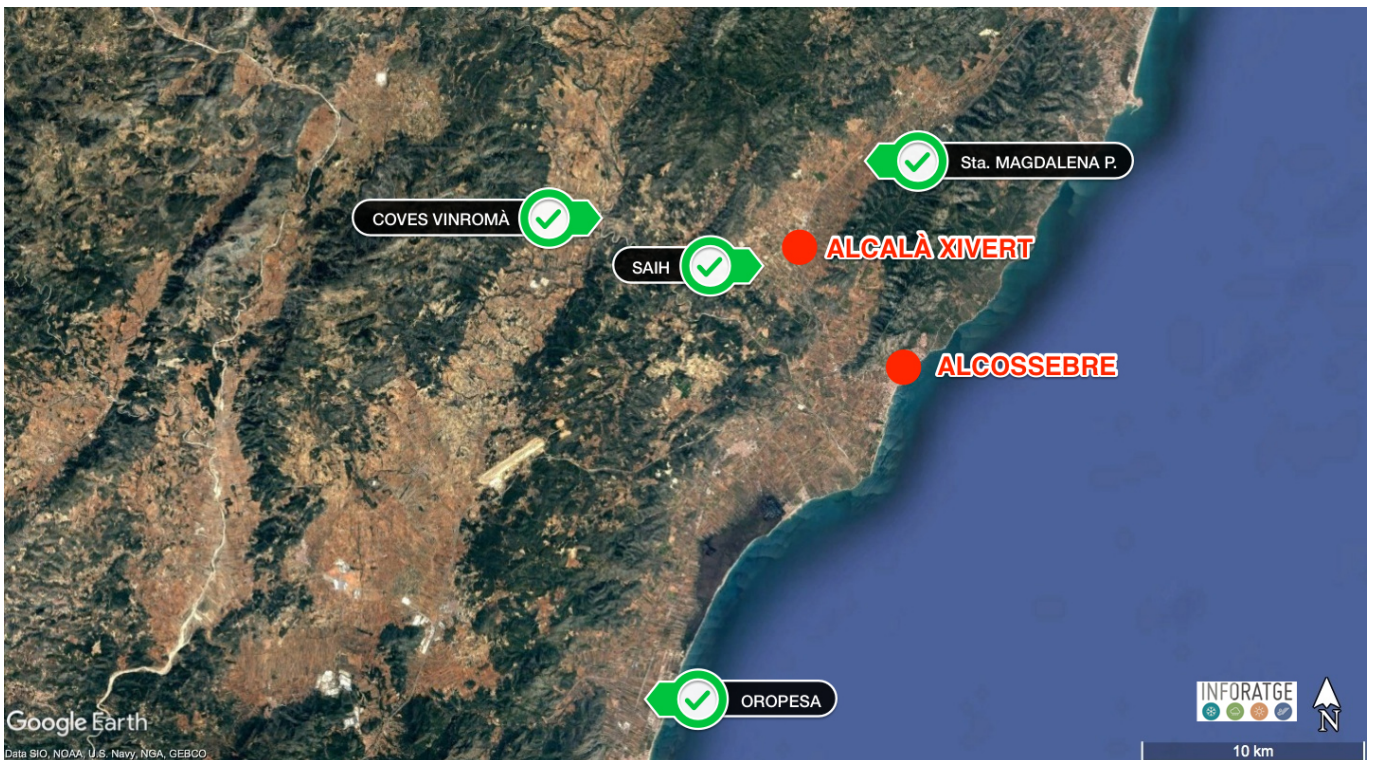 Sta. MAGDALENA P.
COVES VINROMÀ
ALCALÀ XIVERT
SAIH
ALCOSSEBRE
OROPESA
INFORATGE
N
Google Earth
Data SIO, NOAA, U.S. Navy, NGA, GEBCO
10 km